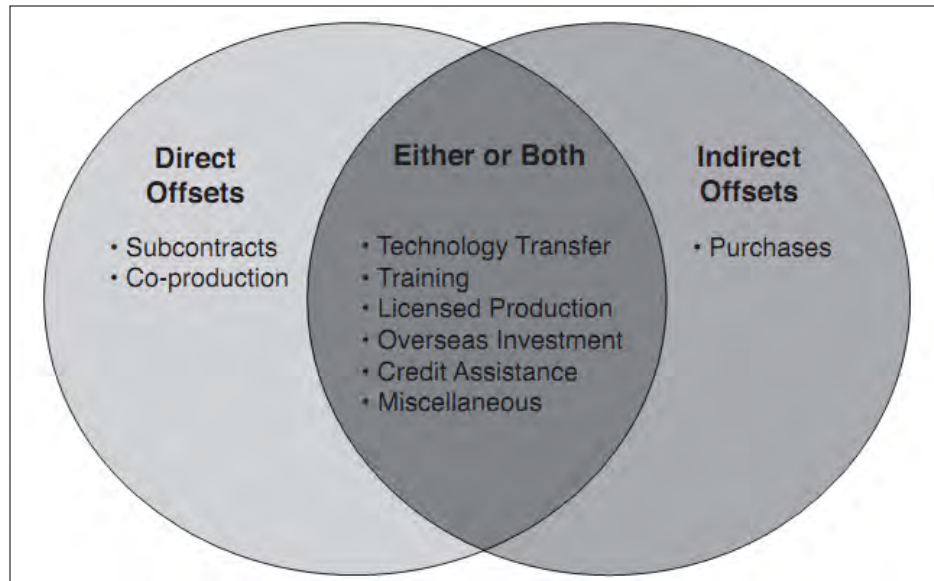 Direct
Offsets
• Subcontracts
• Co-production
Either or Both
• Technology Transfer
• Training
• Licensed Production
• Overseas Investment
• Credit Assistance
• Miscellaneous
Indirect
Offsets
• Purchases